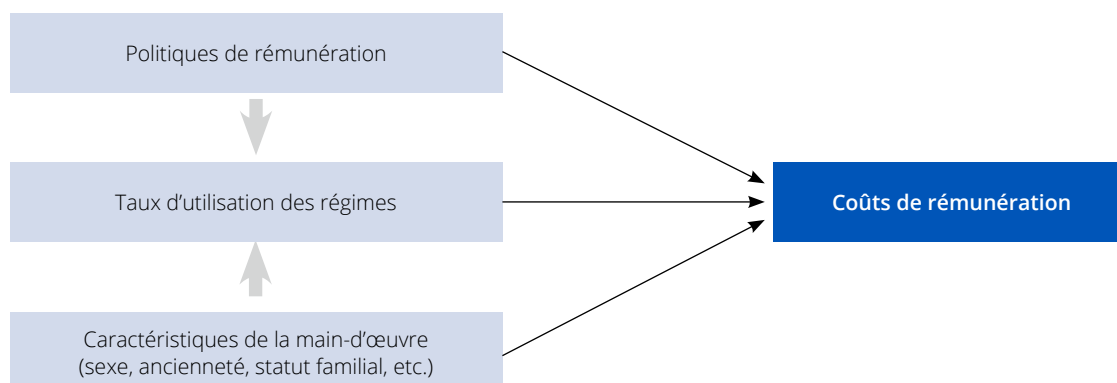 Politiques de rémunération
Taux d'utilisation des régimes
Coûts de rémunération
Caractéristiques de la main-d'œuvre
(sexe, ancienneté, statut familial, etc.)